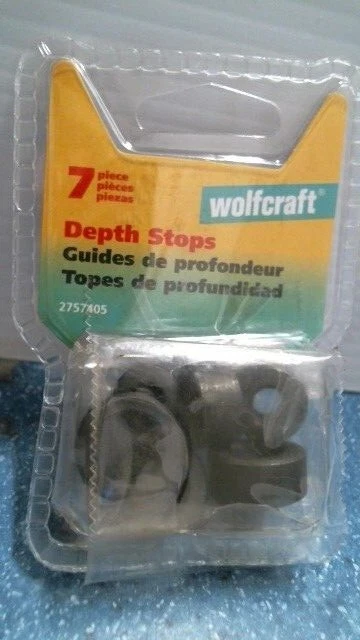 7 piece
pièces
piezas
wolfcraft®
Depth Stops
Guides de profondeur
Topes de profundidad
2757405